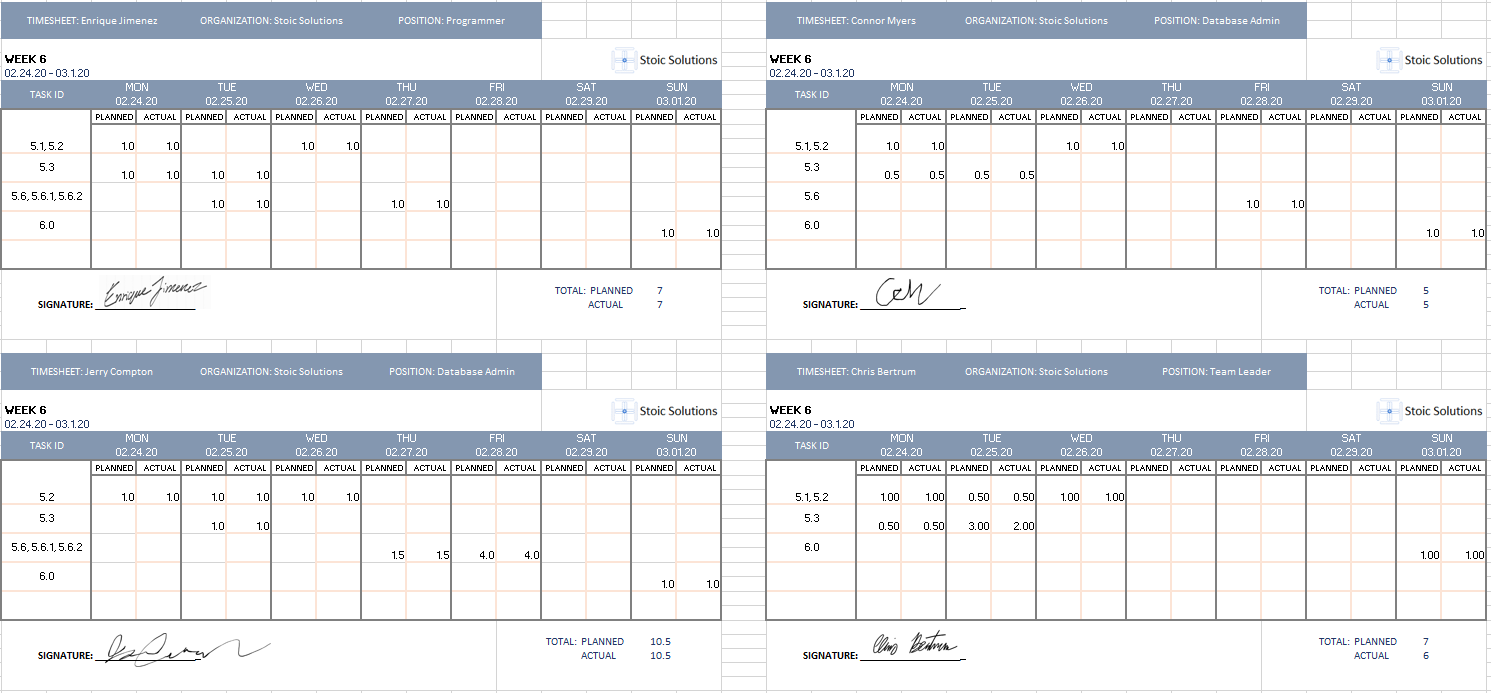 TIMESHEET: Enrique Jimenez ORGANIZATION: Stoic Solutions POSITION: Programmer
WEEK 6
02.24.20 - 03.1.20
Stoic Solutions
TASK ID MON TUE WED THU FRI SAT SUN
02.24.20 02.25.20 02.26.20 02.27.20 02.28.20 02.29.20 03.01.20
PLANNED ACTUAL PLANNED ACTUAL PLANNED ACTUAL PLANNED ACTUAL PLANNED ACTUAL PLANNED ACTUAL PLANNED ACTUAL
5.1, 5.2 1.0 1.0 1.0 1.0
5.3 1.0 1.0 1.0 1.0
5.6, 5.6.1, 5.6.2 1.0 1.0 1.0 1.0
6.0 1.0 1.0
SIGNATURE: Enrique Jimenez
TOTAL: PLANNED 7
ACTUAL 7
TIMESHEET: Connor Myers ORGANIZATION: Stoic Solutions POSITION: Database Admin
WEEK 6
02.24.20 - 03.1.20
Stoic Solutions
TASK ID MON TUE WED THU FRI SAT SUN
02.24.20 02.25.20 02.26.20 02.27.20 02.28.20 02.29.20 03.01.20
PLANNED ACTUAL PLANNED ACTUAL PLANNED ACTUAL PLANNED ACTUAL PLANNED ACTUAL PLANNED ACTUAL PLANNED ACTUAL
5.1, 5.2 1.0 1.0 1.0 1.0
5.3 0.5 0.5 0.5 0.5
5.6 1.0 1.0
6.0 1.0 1.0
SIGNATURE:
TOTAL: PLANNED 5
ACTUAL 5
TIMESHEET: Jerry Compton ORGANIZATION: Stoic Solutions POSITION: Database Admin
WEEK 6
02.24.20 - 03.1.20
Stoic Solutions
TASK ID MON TUE WED THU FRI SAT SUN
02.24.20 02.25.20 02.26.20 02.27.20 02.28.20 02.29.20 03.01.20
PLANNED ACTUAL PLANNED ACTUAL PLANNED ACTUAL PLANNED ACTUAL PLANNED ACTUAL PLANNED ACTUAL PLANNED ACTUAL
5.2 1.0 1.0 1.0 1.0 1.0 1.0
5.3 1.0 1.0
5.6, 5.6.1, 5.6.2 1.5 1.5 4.0 4.0
6.0 1.0 1.0
SIGNATURE:
TOTAL: PLANNED 10.5
ACTUAL 10.5
TIMESHEET: Chris Bertrum ORGANIZATION: Stoic Solutions POSITION: Team Leader
WEEK 6
02.24.20 - 03.1.20
Stoic Solutions
TASK ID MON TUE WED THU FRI SAT SUN
02.24.20 02.25.20 02.26.20 02.27.20 02.28.20 02.29.20 03.01.20
PLANNED ACTUAL PLANNED ACTUAL PLANNED ACTUAL PLANNED ACTUAL PLANNED ACTUAL PLANNED ACTUAL PLANNED ACTUAL
5.1, 5.2 1.00 1.00 0.50 0.50 1.00 1.00
5.3 0.50 0.50 3.00 2.00
6.0 1.00 1.00
SIGNATURE: Chris Bertrum
TOTAL: PLANNED 7
ACTUAL 6